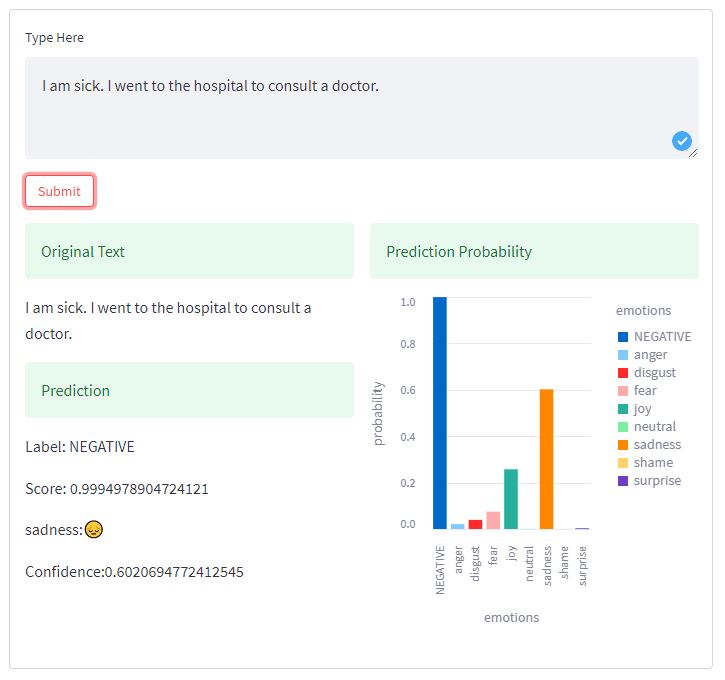 Type Here
I am sick. I went to the hospital to consult a doctor.
Submit
Original Text
I am sick. I went to the hospital to consult a
doctor.
Prediction
Label: NEGATIVE
Score: 0.9994978904724121
sadness:😔
Confidence:0.6020694772412545
Prediction Probability
1.0
0.8
0.6
0.4
0.2
0.0
probability
NEGATIVE
anger
disgust
fear
joy
neutral
sadness
shame
surprise
emotions
emotions
NEGATIVE
anger
disgust
fear
joy
neutral
sadness
shame
surprise